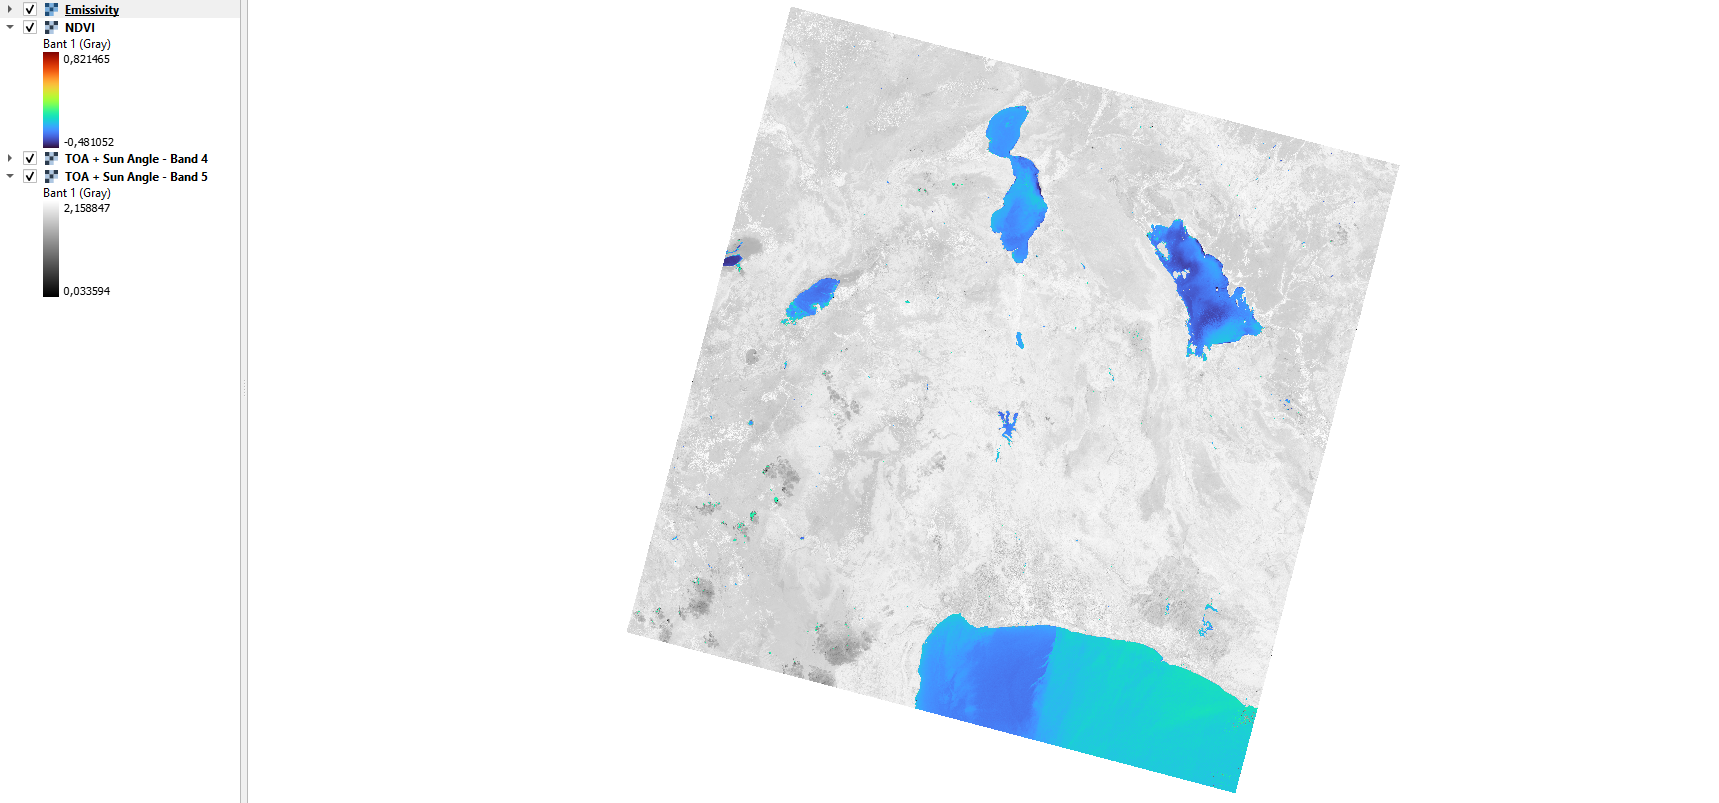 Emissivity
NDVI
Bant 1 (Gray)
0,821465
-0,481052
TOA + Sun Angle - Band 4
TOA + Sun Angle - Band 5
Bant 1 (Gray)
2,158847
0,033594